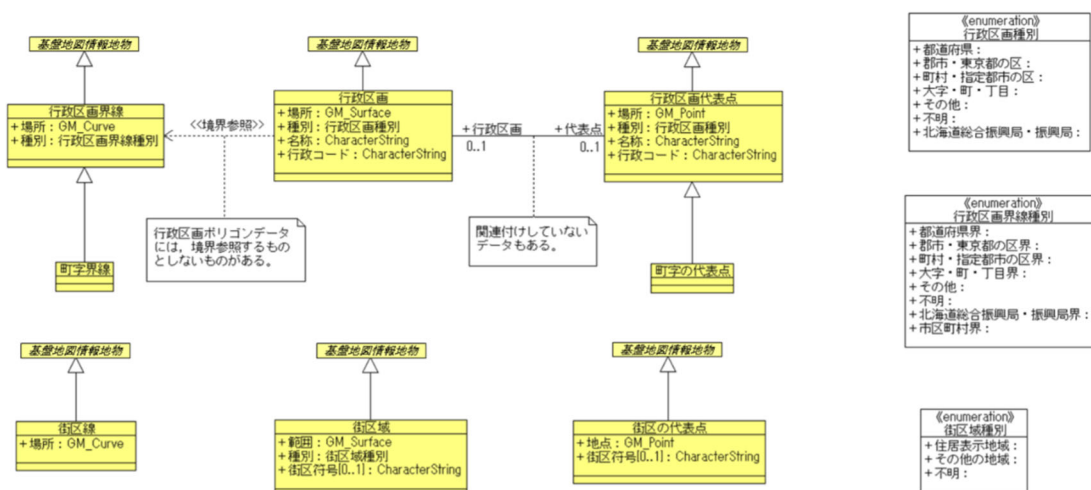 基盤地図情報地物
基盤地図情報地物
基盤地図情報地物
行政区画界線
+場所：GM_Curve
+種別：行政区画界線種別
<<境界参照>>
行政区画
+場所：GM_Surface
+種別：行政区画種別
+名称：CharacterString
+行政コード：CharacterString
+行政区画
0..1
+代表点
0..1
行政区画代表点
+場所：GM_Point
+種別：行政区画種別
+名称：CharacterString
+行政コード：CharacterString
行政区画ポリゴンデータ
には，境界参照するもの
としないものがある。
関連付けしていない
データもある。
町字界線
町字の代表点
基盤地図情報地物
基盤地図情報地物
基盤地図情報地物
街区線
+場所：GM_Curve
街区域
+範囲：GM_Surface
+種別：街区域種別
+街区符号[0..1]：CharacterString
街区の代表点
+地点：GM_Point
+街区符号[0..1]：CharacterString
《enumeration》
行政区画種別
+都道府県：
+郡市・東京都の区：
+町村・指定都市の区：
+大字・町・丁目：
+その他：
+不明：
+北海道総合振興局・振興局：
《enumeration》
行政区画界線種別
+都道府県界：
+郡市・東京都の区界：
+町村・指定都市の区界：
+大字・町・丁目界：
+その他：
+不明：
+北海道総合振興局・振興局界：
+市区町村界：
《enumeration》
街区域種別
+住居表示地域：
+その他の地域：
+不明：